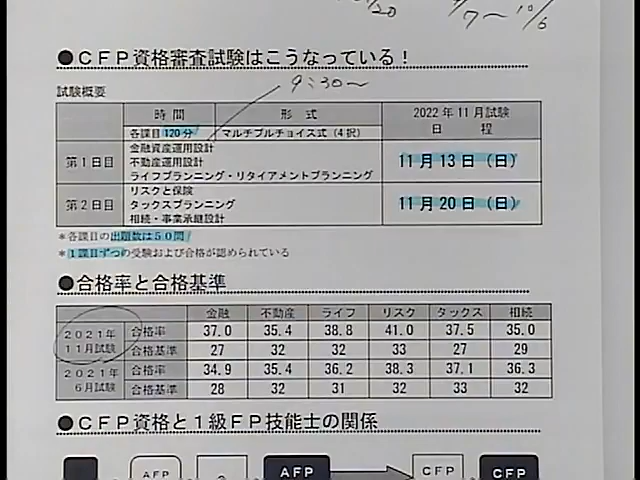 /20 /7～10/6
●ＣＦＰ資格審査試験はこうなっている！
9:30～
試験概要
時間 形式 2022年11月試験
日程
各課目120分 マルチプルチョイス式（4択）
第1日目 金融資産運用設計 11月13日（日）
不動産運用設計
ライフプランニング・リタイアメントプランニング
第2日目 リスクと保険 11月20日（日）
タックスプランニング
相続・事業承継設計
＊各課目の出題数は５０問
＊1課目ずつの受験および合格が認められている
●合格率と合格基準
金融 不動産 ライフ リスク タックス 相続
2021年11月試験 合格率 37.0 35.4 38.8 41.0 37.5 35.0
合格基準 27 32 32 33 27 29
2021年6月試験 合格率 34.9 35.4 36.2 38.3 37.1 36.3
合格基準 28 32 31 32 33 32
●ＣＦＰ資格と１級ＦＰ技能士の関係
AFP AFP CFP CFP